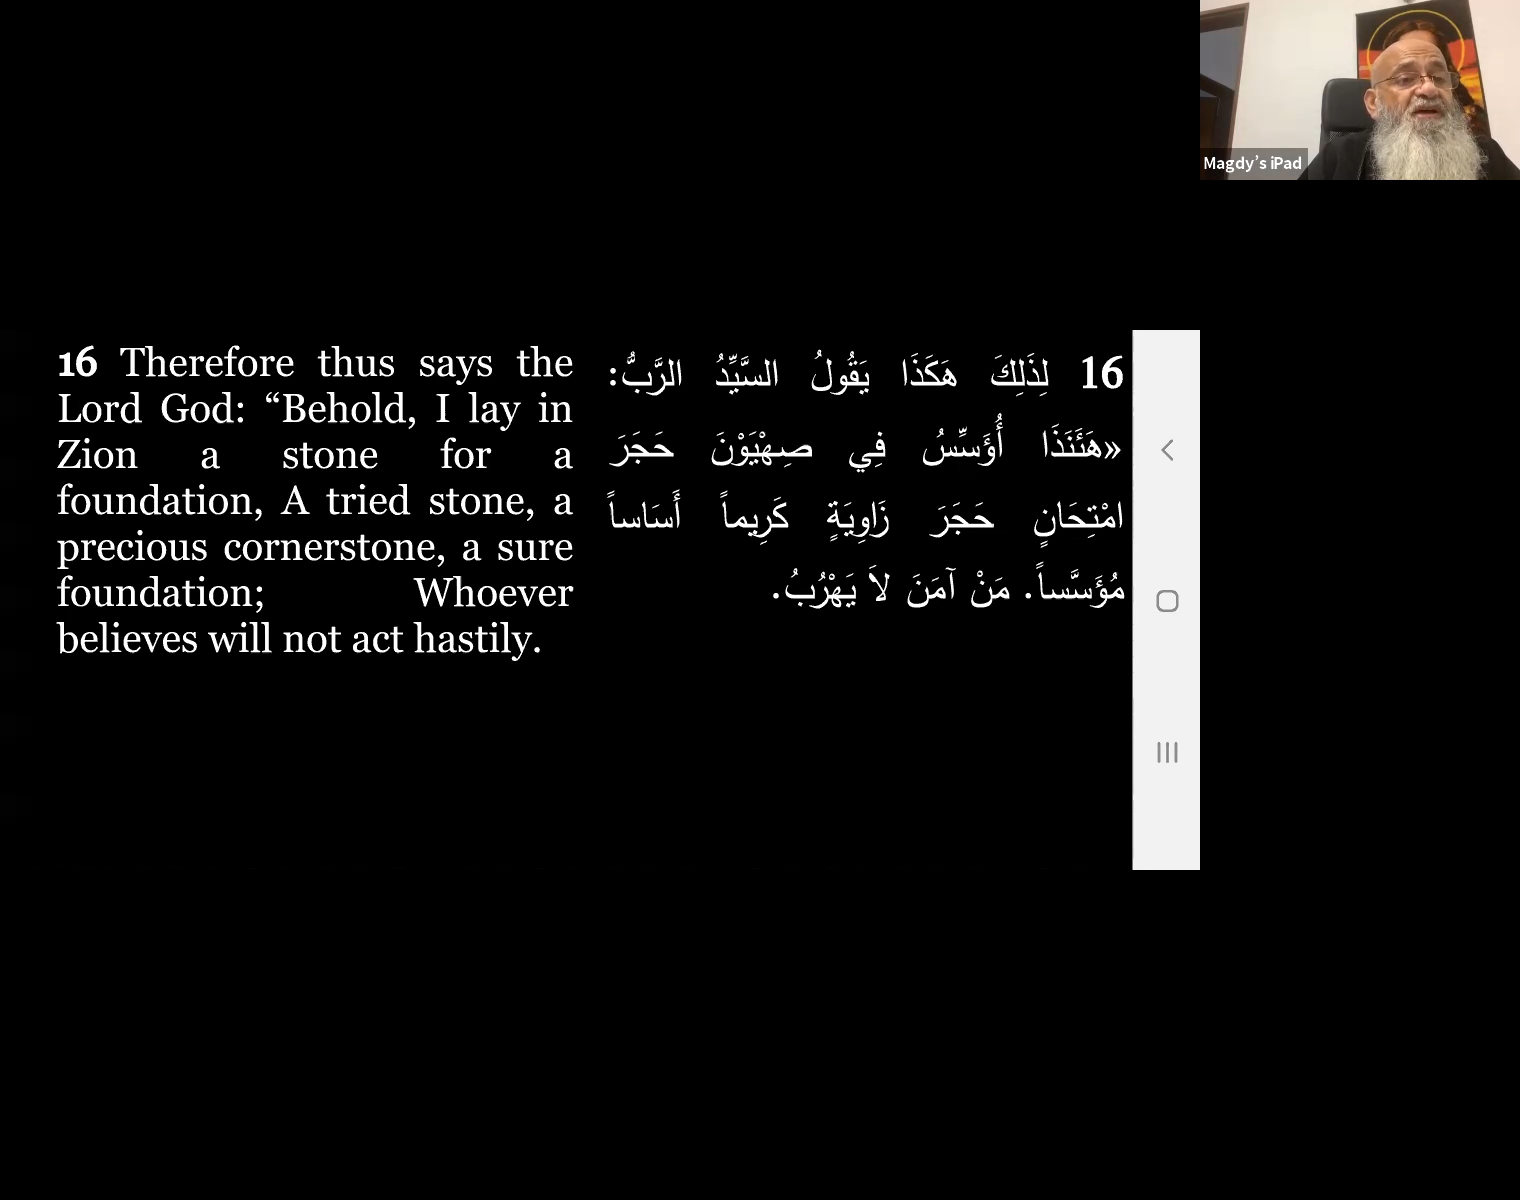 Magdy’s iPad
16 Therefore thus says the
Lord God: “Behold, I lay in
Zion a stone for a
foundation, A tried stone, a
precious cornerstone, a sure
foundation; Whoever
believes will not act hastily.
16 لِذَلِكَ هَكَذَا يَقُولُ السَّيِّدُ الرَّبُّ:
«هَئَنَذَا أُؤَسِّسُ فِي صِهْيَوْنَ حَجَرَ
امْتِحَانٍ حَجَرَ زَاوِيَةٍ كَرِيماً أَسَاساً
مُؤَسَّساً. مَنْ آمَنَ لاَ يَهْرُبُ.